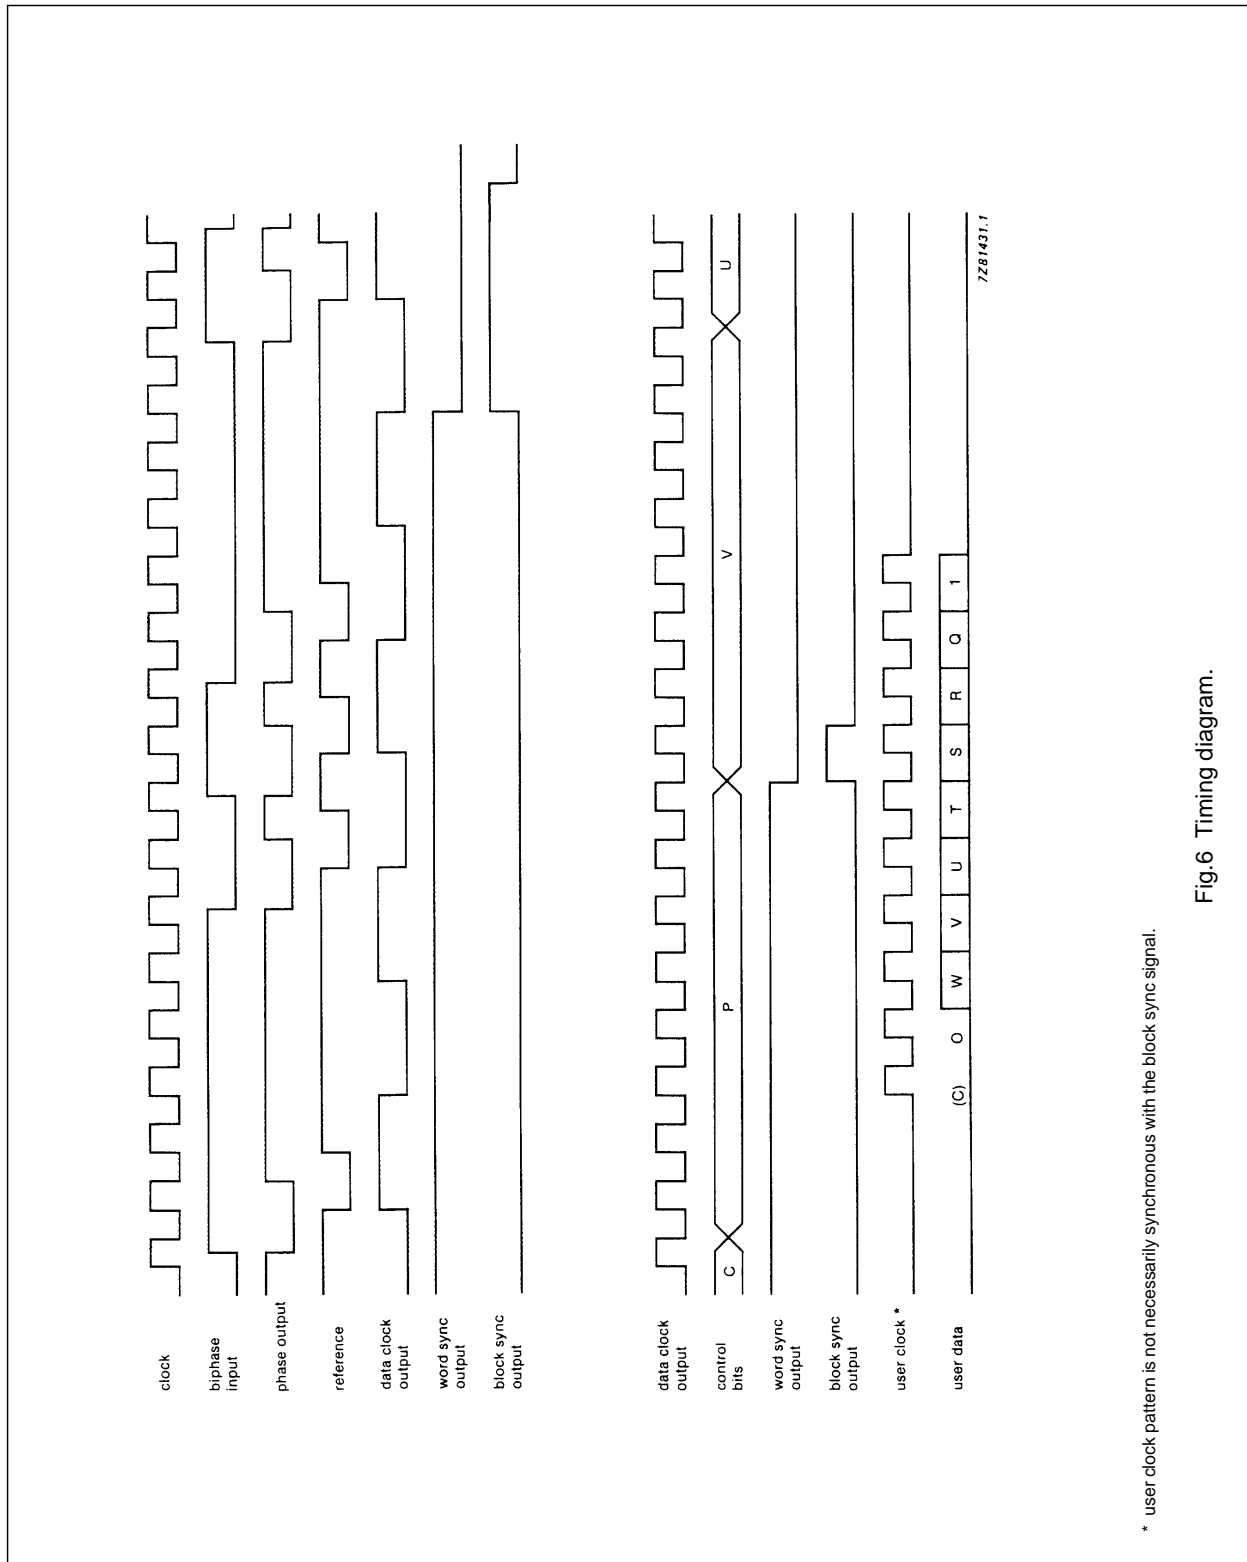 clock
biphase
input
phase output
reference
data clock
output
word sync
output
block sync
output
data clock
output
control
bits
C P V U
word sync
output
block sync
output
user clock *
user data
(C) O W V U T S R Q 1
7Z81431.1
* user clock pattern is not necessarily synchronous with the block sync signal.
Fig.6 Timing diagram.